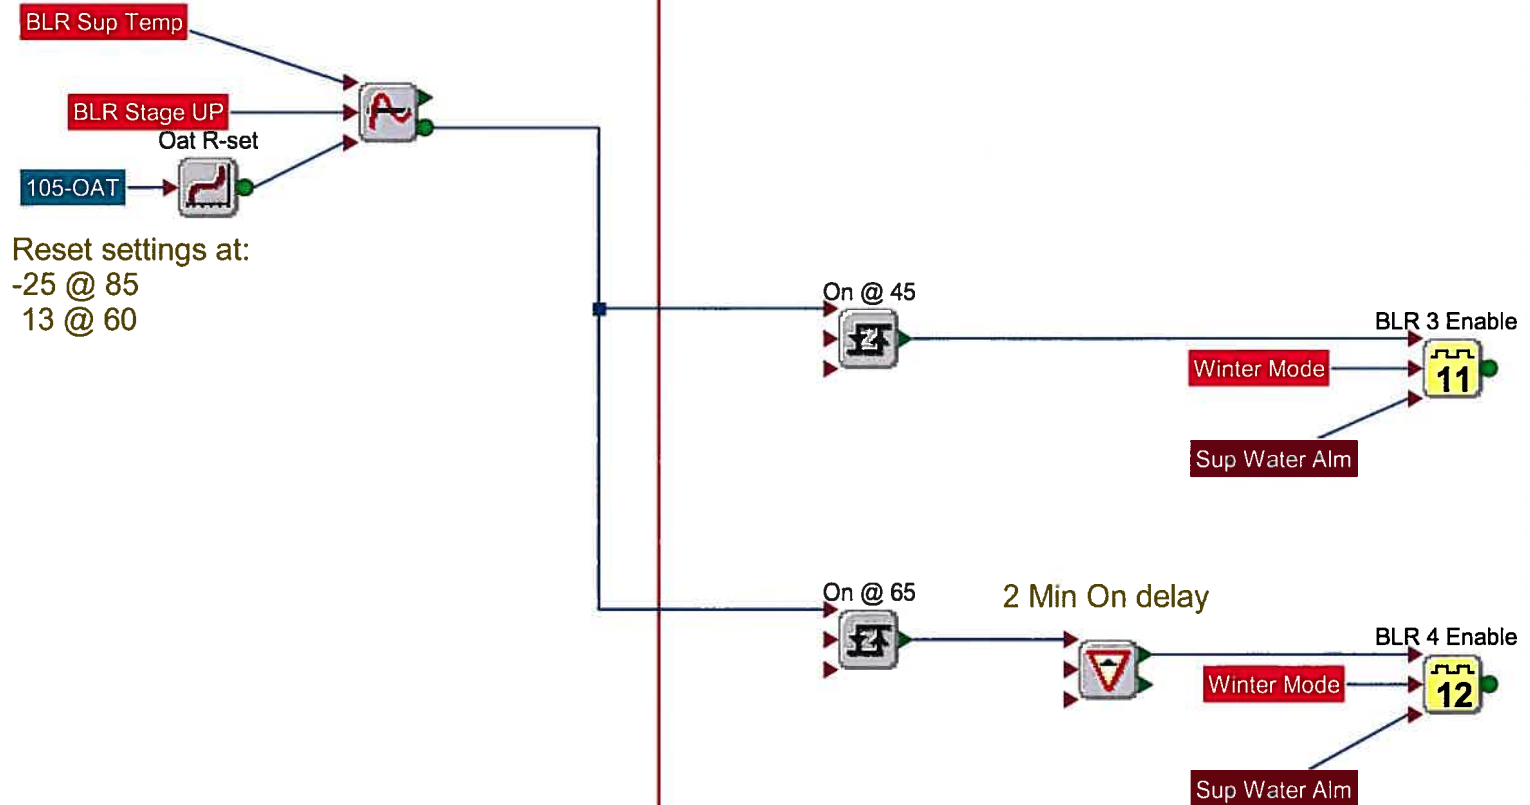 BLR Sup Temp
BLR Stage UP
Oat R-set
105-OAT
Reset settings at:
-25 @ 85
13 @ 60
On @ 45
BLR 3 Enable
Winter Mode
11
Sup Water Alm
On @ 65
2 Min On delay
BLR 4 Enable
Winter Mode
12
Sup Water Alm